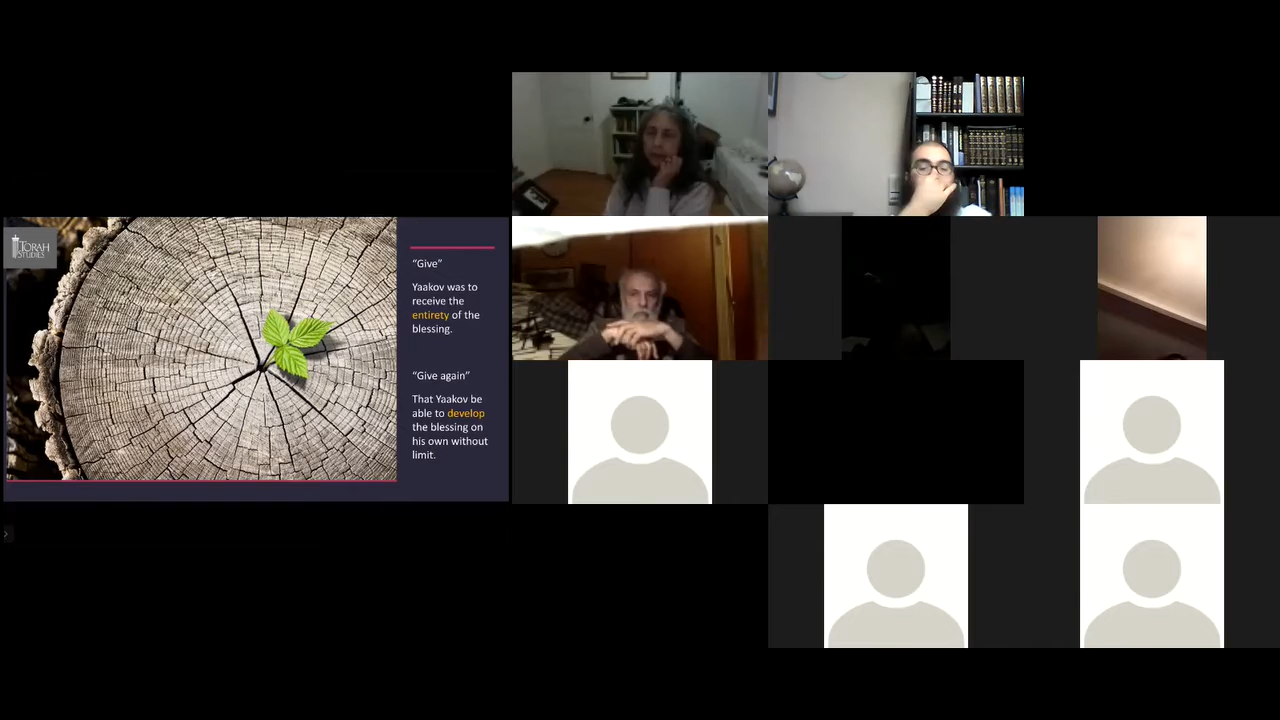 TORAH
STUDIES
“Give”
Yaakov was to
receive the
entirety of the
blessing.
“Give again”
That Yaakov be
able to develop
the blessing on
his own without
limit.